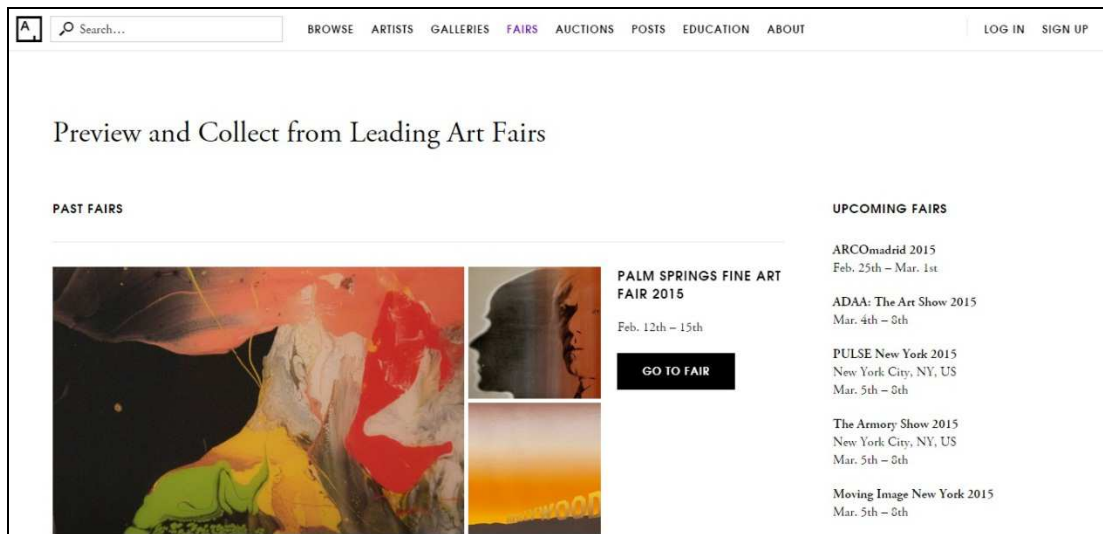 A
Search...
BROWSE ARTISTS GALLERIES FAIRS AUCTIONS POSTS EDUCATION ABOUT
LOG IN SIGN UP
Preview and Collect from Leading Art Fairs
PAST FAIRS
PALM SPRINGS FINE ART
FAIR 2015
Feb. 12th – 15th
GO TO FAIR
UPCOMING FAIRS
ARCOmadrid 2015
Feb. 25th – Mar. 1st
ADAA: The Art Show 2015
Mar. 4th – 8th
PULSE New York 2015
New York City, NY, US
Mar. 5th – 8th
The Armory Show 2015
New York City, NY, US
Mar. 5th – 8th
Moving Image New York 2015
Mar. 5th – 8th